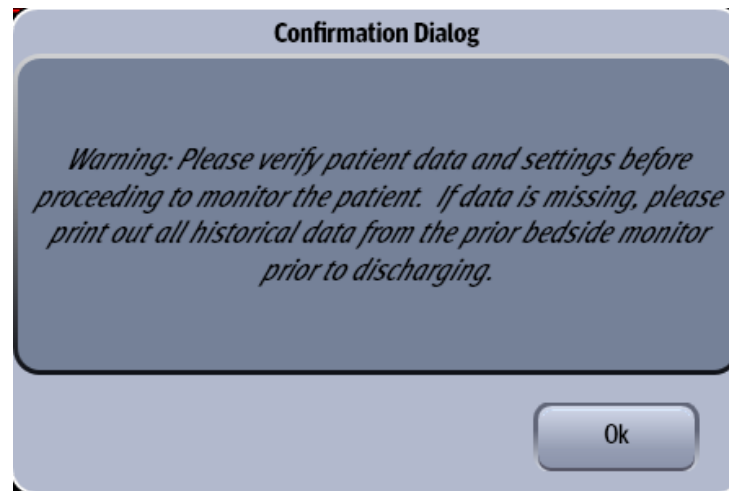 Confirmation Dialog
Warning: Please verify patient data and settings before
proceeding to monitor the patient.  If data is missing, please
print out all historical data from the prior bedside monitor
prior to discharging.
Ok